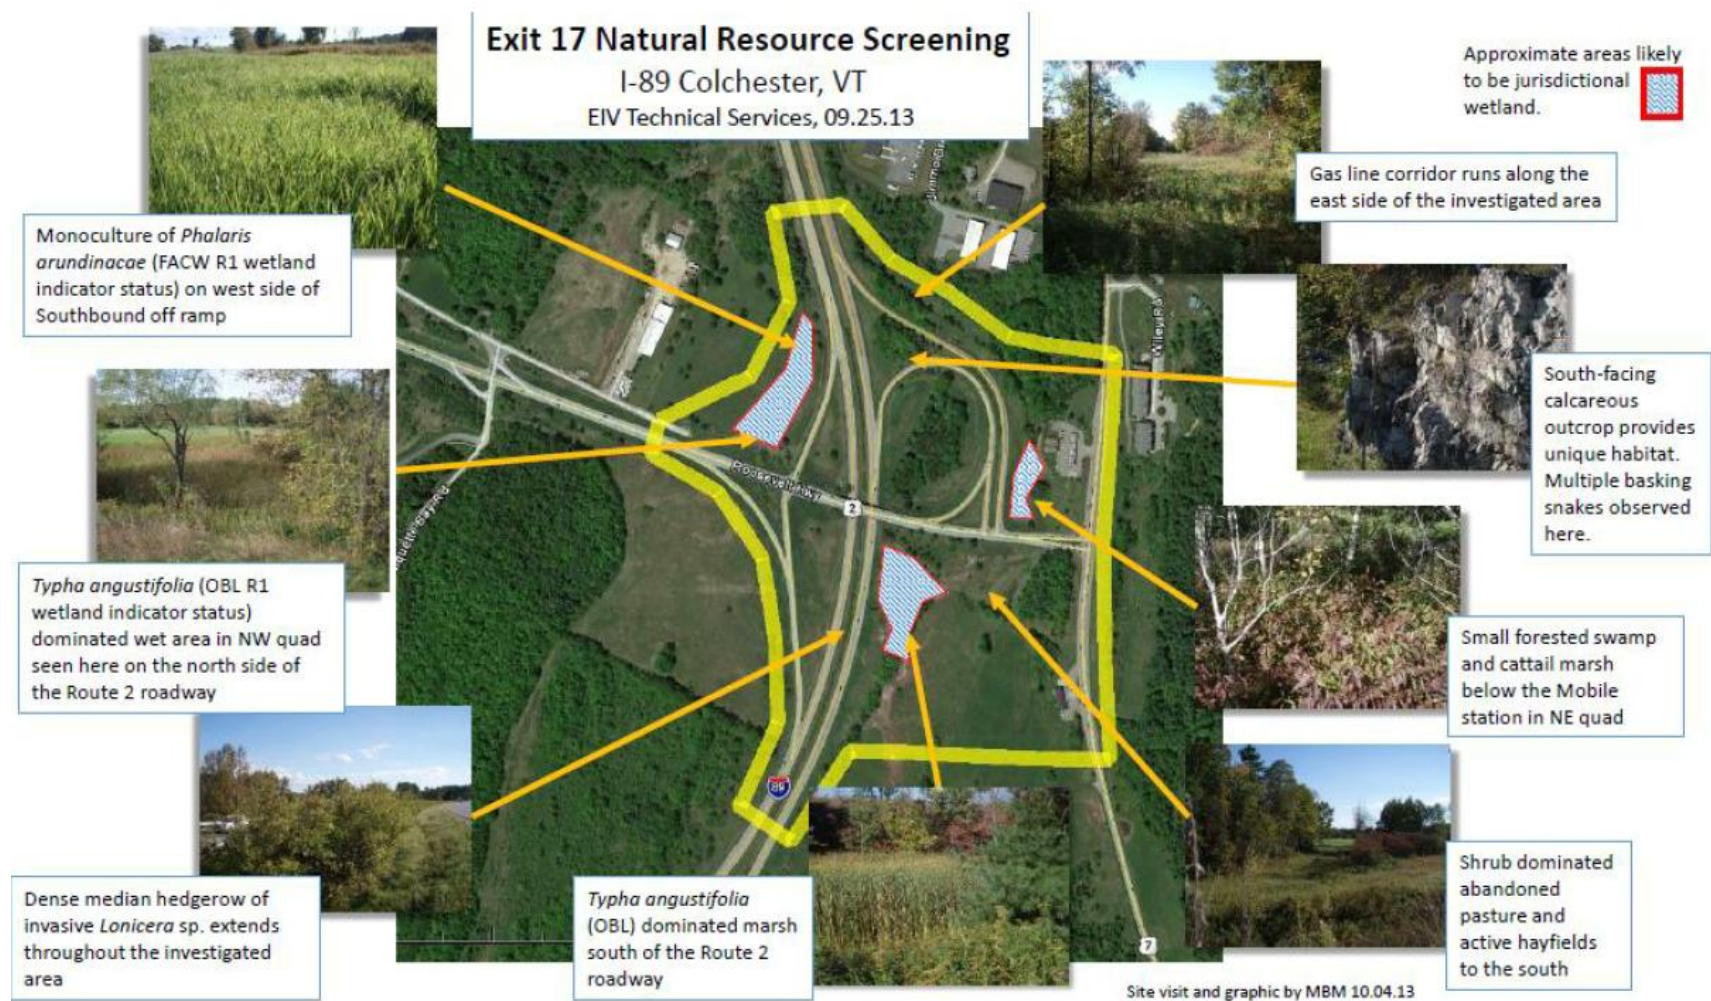 Exit 17 Natural Resource Screening
I-89 Colchester, VT
EIV Technical Services, 09.25.13
Approximate areas likely
to be jurisdictional
wetland.
Gas line corridor runs along the
east side of the investigated area
Monoculture of Phalaris
arundinacae (FACW R1 wetland
indicator status) on west side of
Southbound off ramp
South-facing
calcareous
outcrop provides
unique habitat.
Multiple basking
snakes observed
here.
Typha angustifolia (OBL R1
wetland indicator status)
dominated wet area in NW quad
seen here on the north side of
the Route 2 roadway
Roosevelt Hwy
2
Small forested swamp
and cattail marsh
below the Mobile
station in NE quad
89
Dense median hedgerow of
invasive Lonicera sp. extends
throughout the investigated
area
Typha angustifolia
(OBL) dominated marsh
south of the Route 2
roadway
Shrub dominated
abandoned
pasture and
active hayfields
to the south
7
Site visit and graphic by MBM 10.04.13